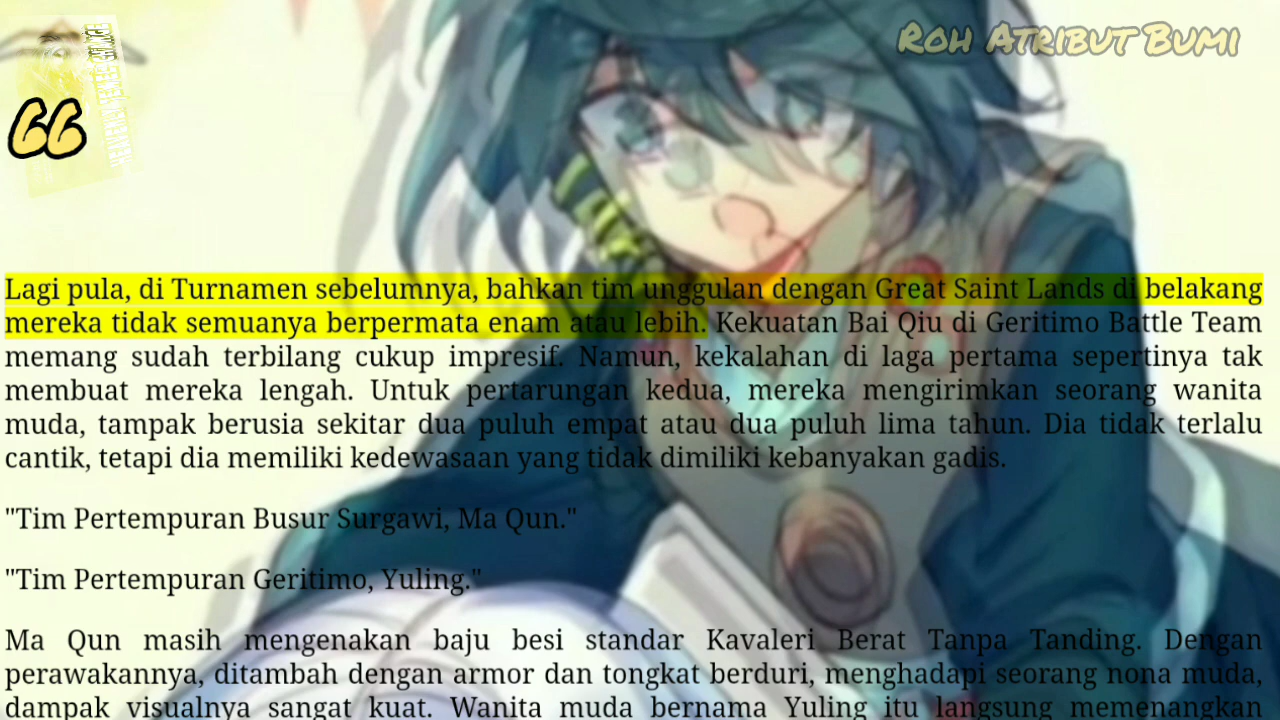 Roh Atribut Bumi
HEAVENLY JEWEL CHANGE
66
Lagi pula, di Turnamen sebelumnya, bahkan tim unggulan dengan Great Saint Lands di belakang
mereka tidak semuanya berpermata enam atau lebih. Kekuatan Bai Qiu di Geritimo Battle Team
memang sudah terbilang cukup impresif. Namun, kekalahan di laga pertama sepertinya tak
membuat mereka lengah. Untuk pertarungan kedua, mereka mengirimkan seorang wanita
muda, tampak berusia sekitar dua puluh empat atau dua puluh lima tahun. Dia tidak terlalu
cantik, tetapi dia memiliki kedewasaan yang tidak dimiliki kebanyakan gadis.
"Tim Pertempuran Busur Surgawi, Ma Qun."
"Tim Pertempuran Geritimo, Yuling."
Ma Qun masih mengenakan baju besi standar Kavaleri Berat Tanpa Tanding. Dengan
perawakannya, ditambah dengan armor dan tongkat berduri, menghadapi seorang nona muda,
dampak visualnya sangat kuat. Wanita muda bernama Yuling itu langsung memenangkan